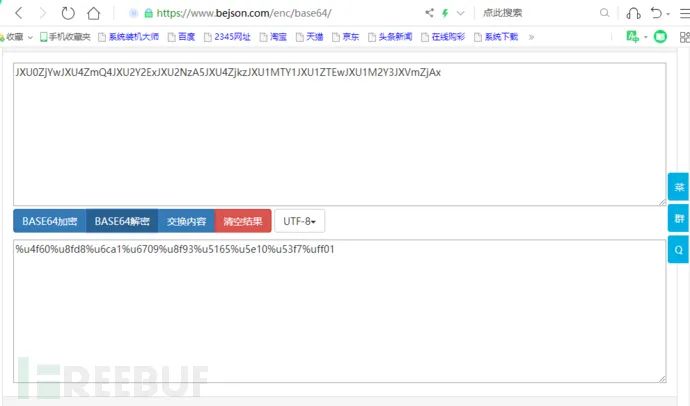 https://www.bejson.com/enc/base64/
点此搜索
收藏 手机收藏夹 系统装机大师 百度 2345网址 淘宝 天猫 京东 头条新闻 在线购彩 系统下载 »
JXU0ZjYwJXU4ZmQ4JXU2Y2ExJXU2NzA5JXU4ZjkzJXU1MTY1JXU1ZTEwJXU1M2Y3JXVmZjAx
菜
群
Q
BASE64加密 BASE64解密 交换内容 清空结果 UTF-8
%u4f60%u8fd8%u6ca1%u6709%u8f93%u5165%u5e10%u53f7%uff01
FREEBUF